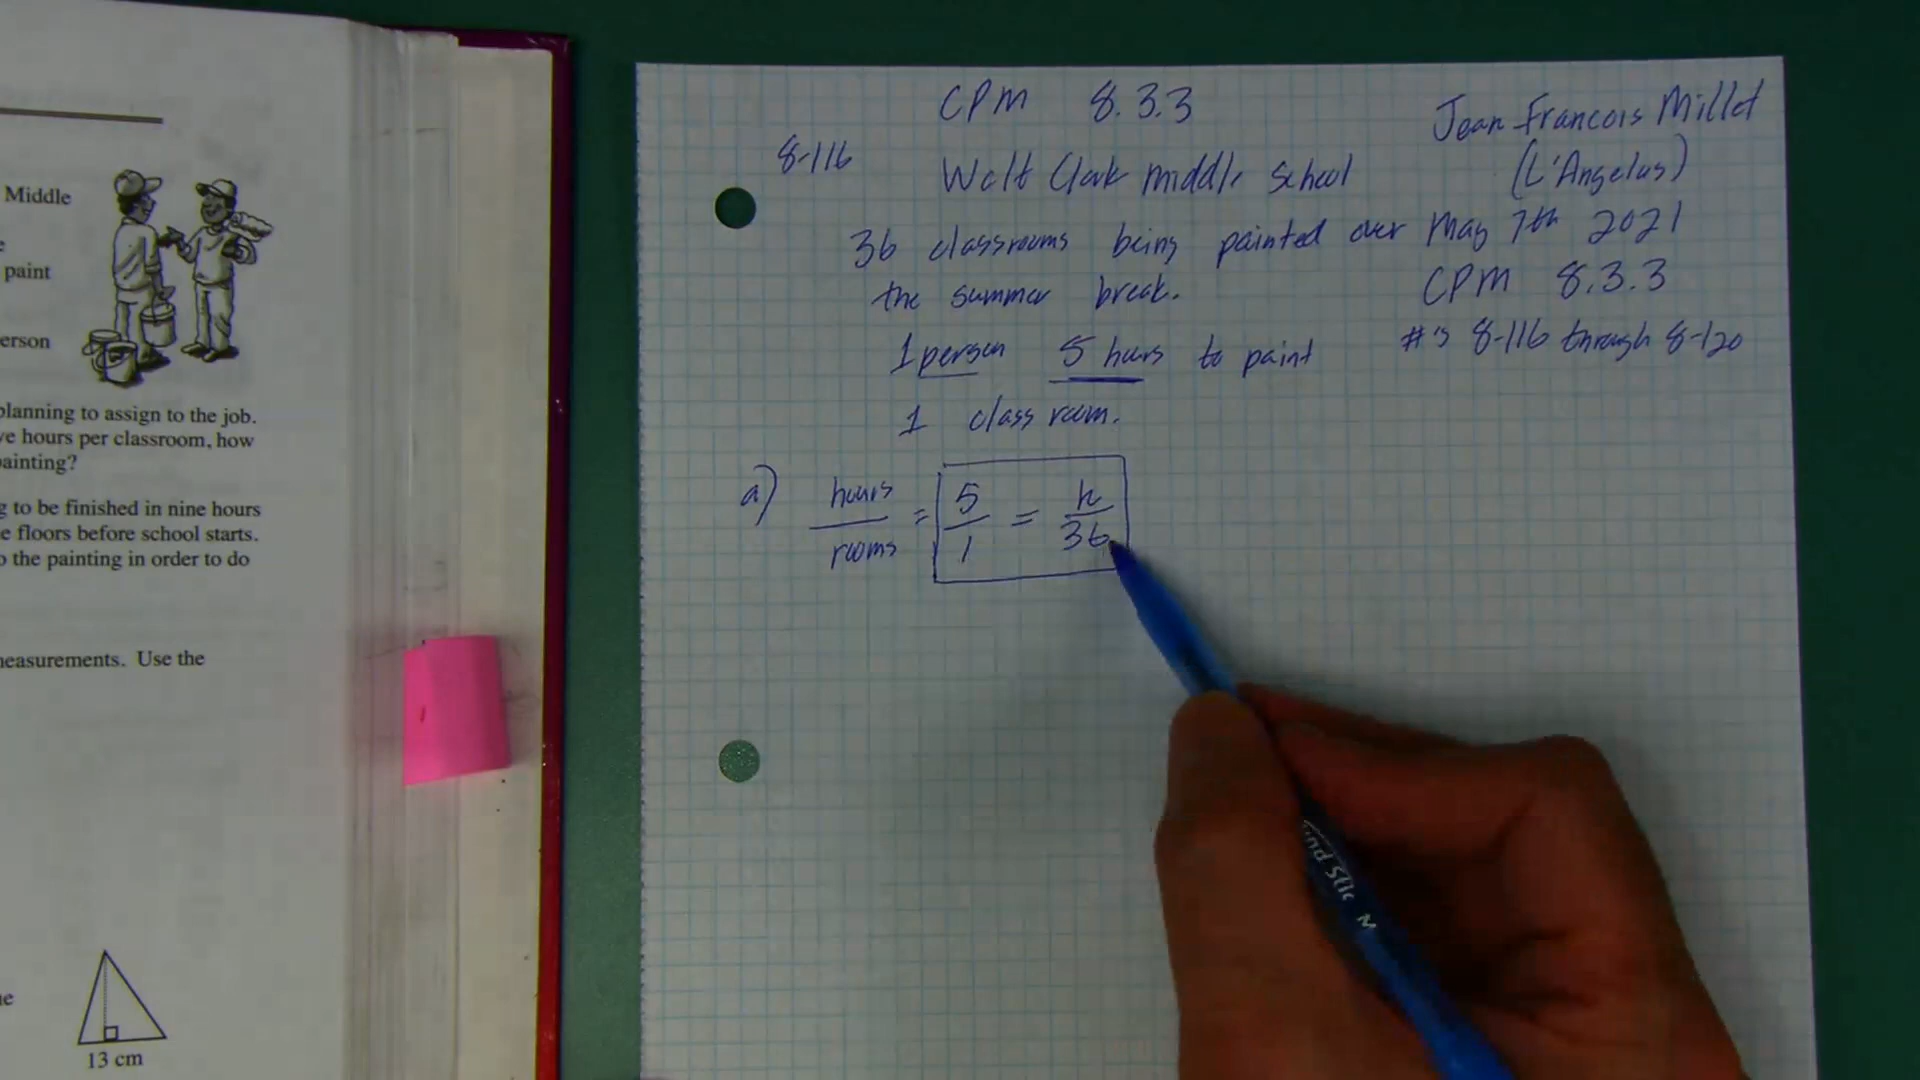 Middle
paint
erson
planning to assign to the job.
ve hours per classroom, how
ainting?
g to be finished in nine hours
e floors before school starts.
o the painting in order to do
neasurements. Use the
13 cm
CPM 8.3.3
8-116
Walt Clark Middle School
36 classrooms being painted over
the summer break.
1 person 5 hours to paint
1 class room.
a) hours/rooms = 5/1 = h/36
Jean Francois Millet
(L'Angelus)
May 7th 2021
CPM 8.3.3
#'s 8-116 through 8-120